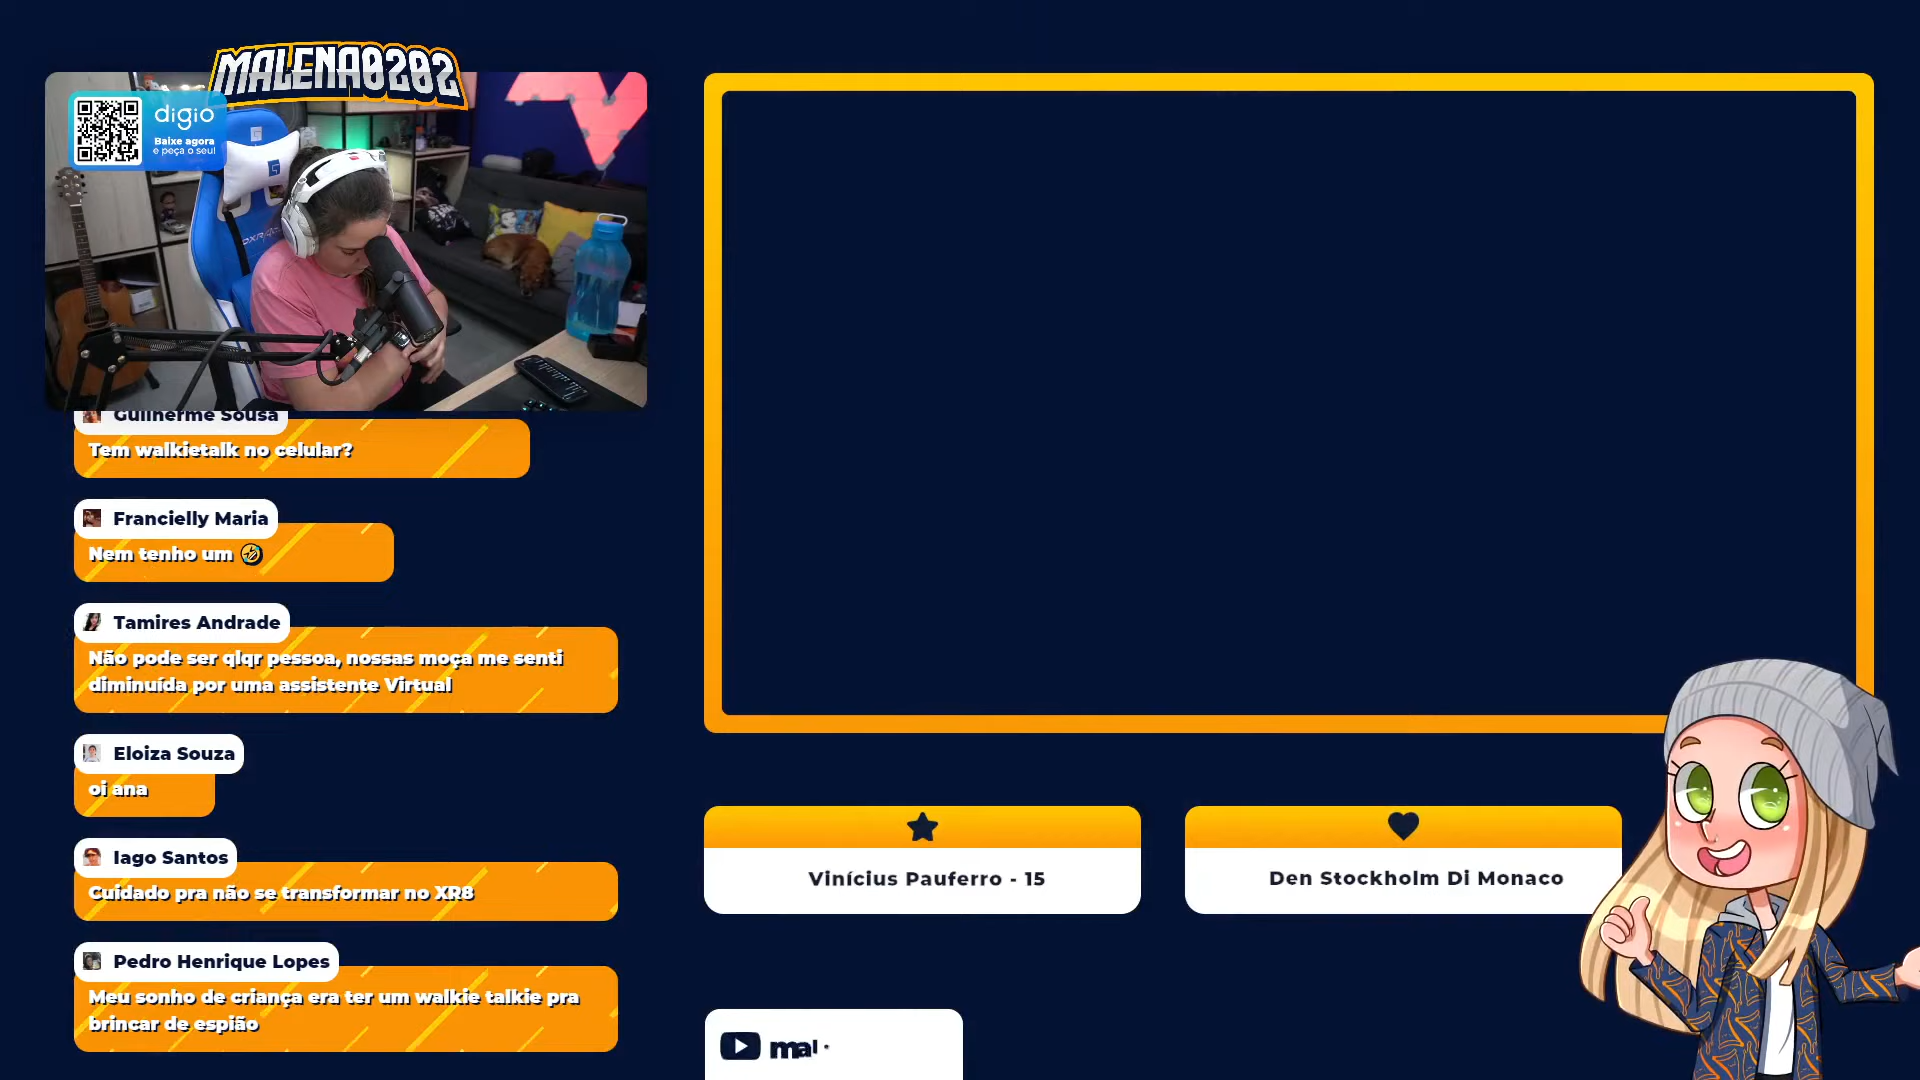 MALENA0202
digio
Baixe agora
e peça o seu!
Guilherme Sousa
Tem walkietalk no celular?
Francielly Maria
Nem tenho um 🤣
Tamires Andrade
Não pode ser qlqr pessoa, nossas moça me senti
diminuída por uma assistente Virtual
Eloiza Souza
oi ana
Iago Santos
Cuidado pra não se transformar no XR8
Pedro Henrique Lopes
Meu sonho de criança era ter um walkie talkie pra
brincar de espião
Vinícius Pauferro - 15
Den Stockholm Di Monaco
mal